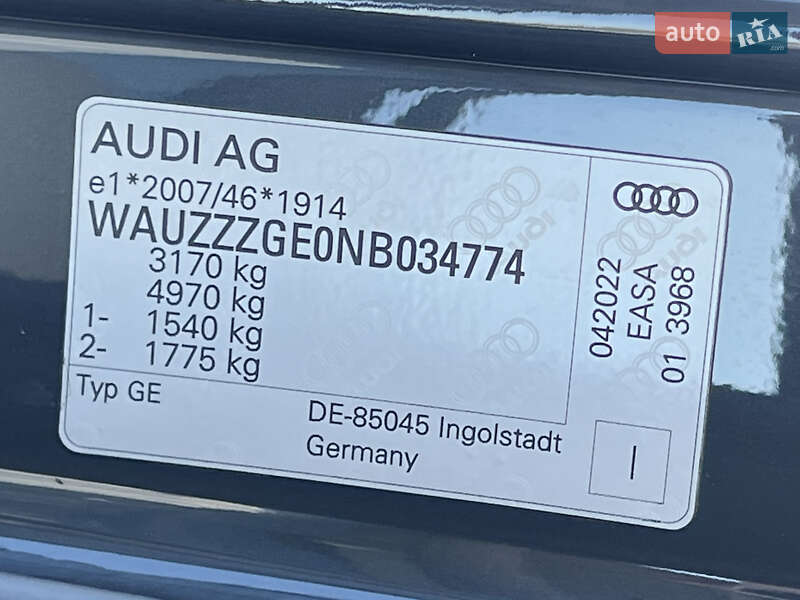 auto RIA
.com
AUDI AG
e1*2007/46*1914
WAUZZZGE0NB034774
3170 kg
4970 kg
1- 1540 kg
2- 1775 kg
Typ GE
DE-85045 Ingolstadt
Germany
042022
EASA
01 3968
I